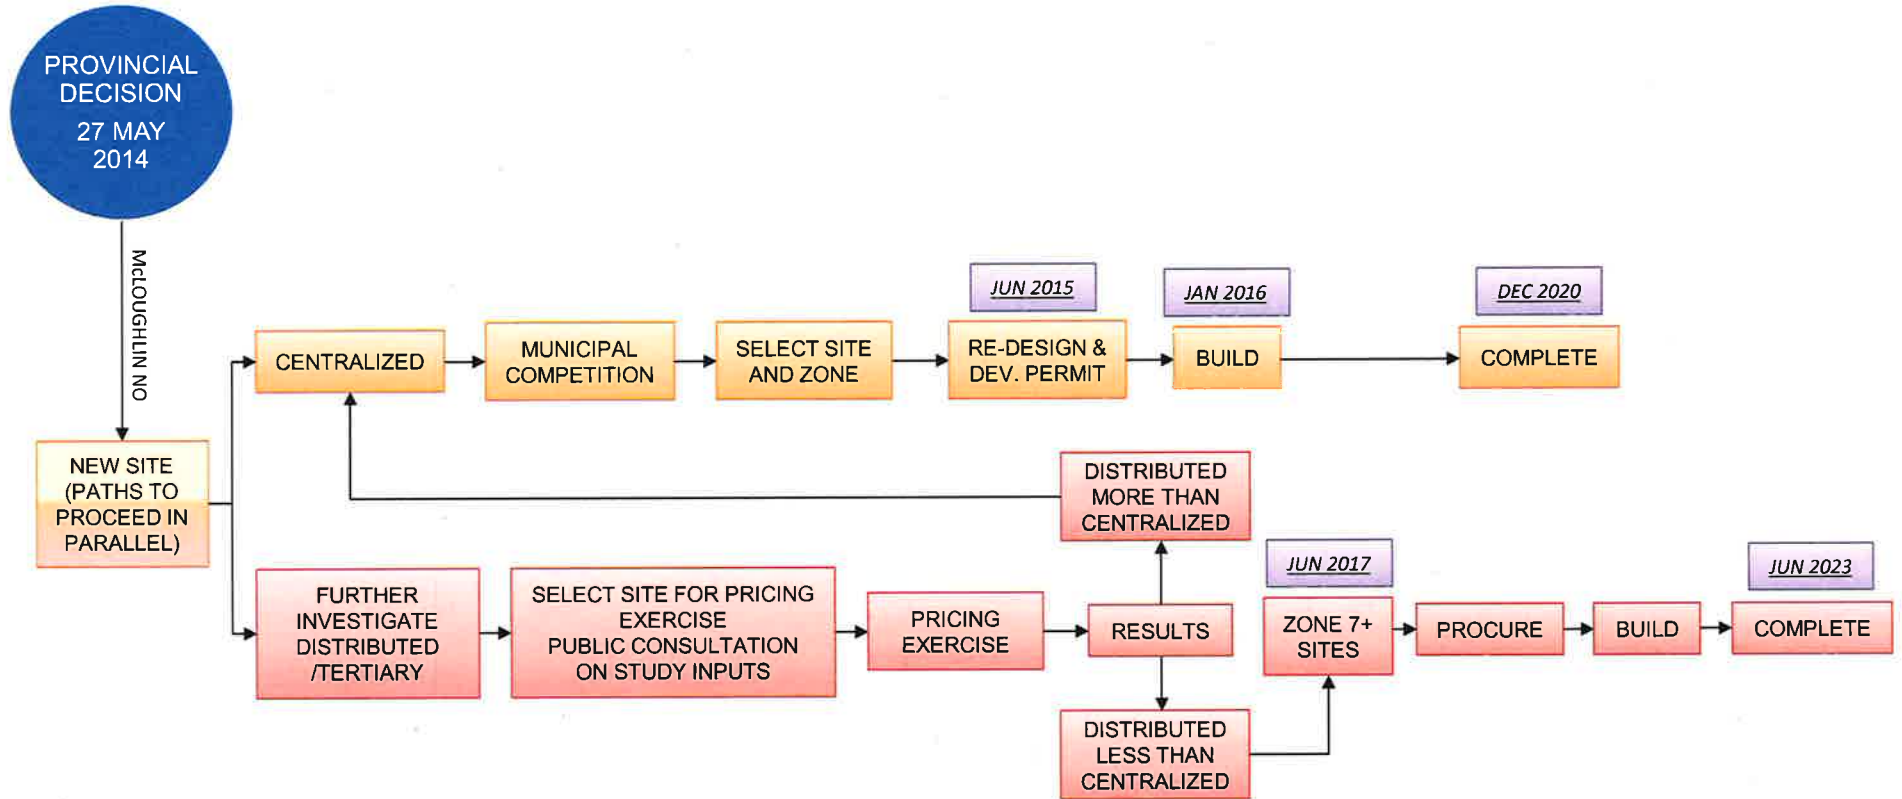 PROVINCIAL
DECISION
27 MAY
2014
McLOUGHLIN NO
NEW SITE
(PATHS TO
PROCEED IN
PARALLEL)
CENTRALIZED
MUNICIPAL
COMPETITION
SELECT SITE
AND ZONE
JUN 2015
RE-DESIGN &
DEV. PERMIT
JAN 2016
BUILD
DEC 2020
COMPLETE
FURTHER
INVESTIGATE
DISTRIBUTED
/TERTIARY
SELECT SITE FOR PRICING
EXERCISE
PUBLIC CONSULTATION
ON STUDY INPUTS
PRICING
EXERCISE
RESULTS
DISTRIBUTED
MORE THAN
CENTRALIZED
DISTRIBUTED
LESS THAN
CENTRALIZED
JUN 2017
ZONE 7+
SITES
PROCURE
BUILD
JUN 2023
COMPLETE